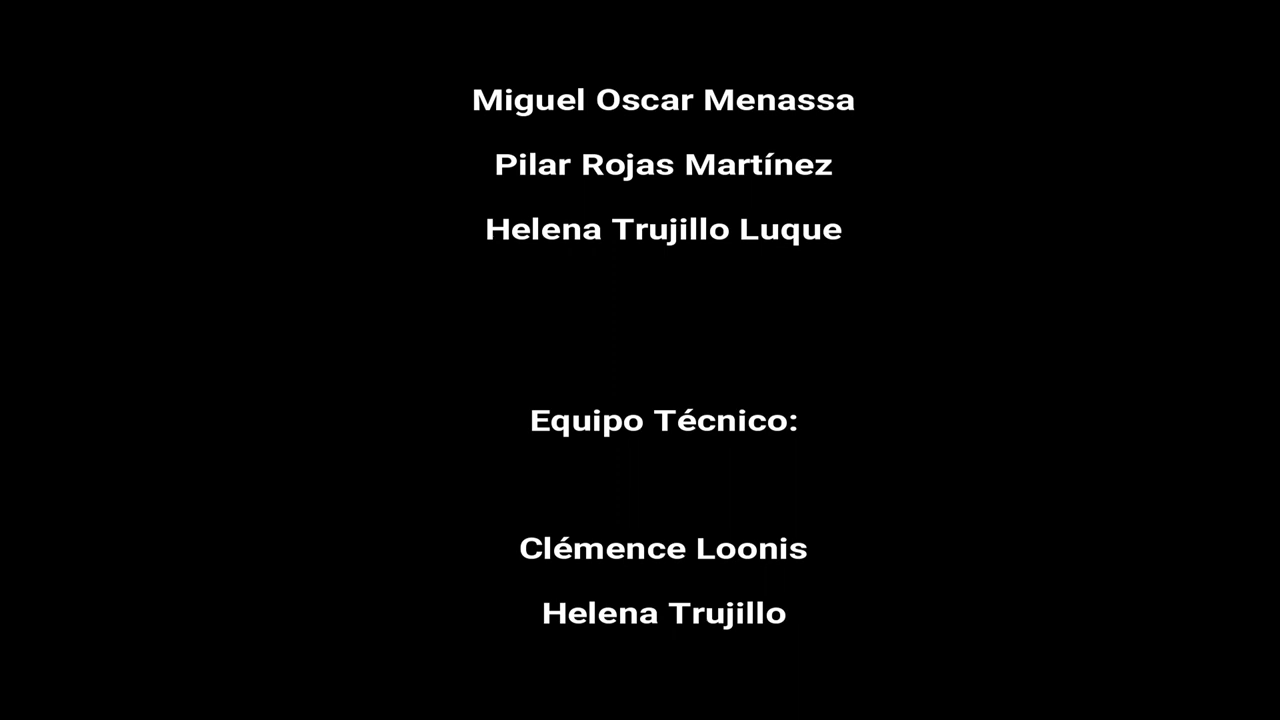 Miguel Oscar Menassa
Pilar Rojas Martínez
Helena Trujillo Luque
Equipo Técnico:
Clémence Loonis
Helena Trujillo